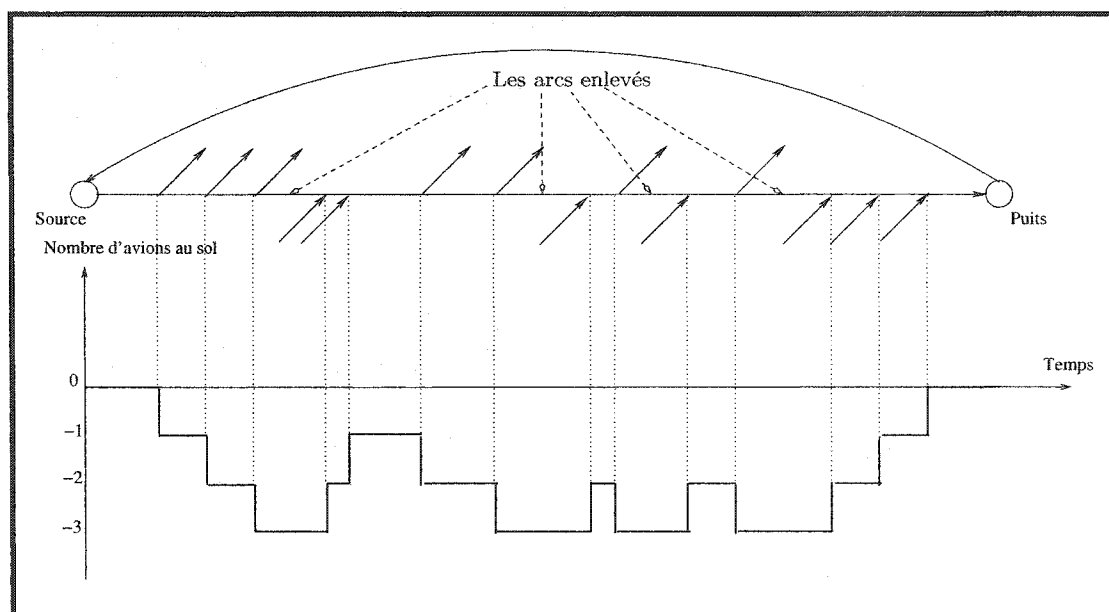 Les arcs enlevés
Source
Puits
Nombre d'avions au sol
Temps
0
-1
-2
-3